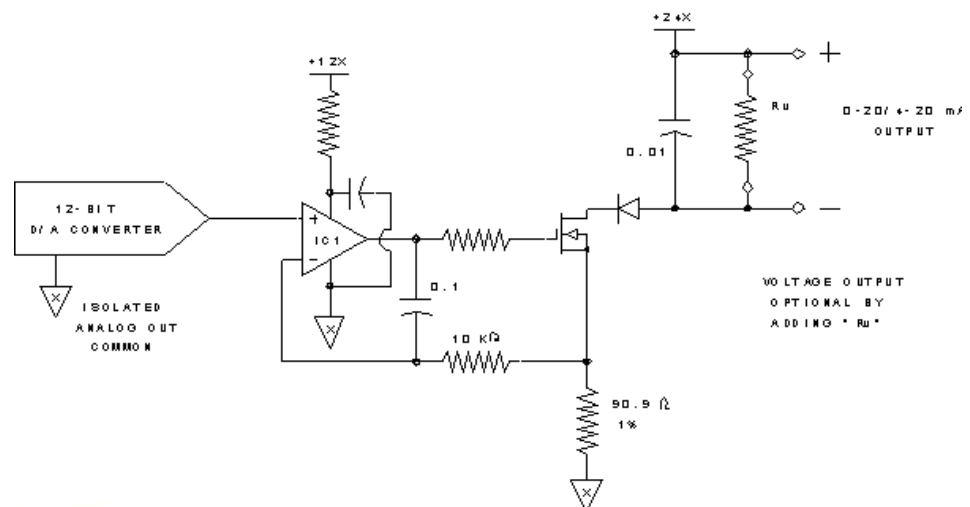 +24X
+
+12X
Ru
0-20/4-20 mA
OUTPUT
0.01
12-BIT
D/A CONVERTER
+
IC1
-
-
X
ISOLATED
ANALOG OUT
COMMON
0.1
VOLTAGE OUTPUT
OPTIONAL BY
ADDING "Ru"
X
10 KΩ
90.9 Ω
1%
X